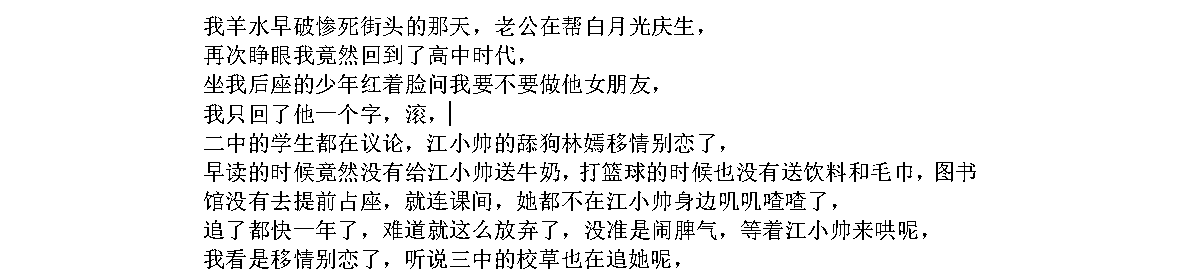 我羊水早破惨死街头的那天，老公在帮白月光庆生，
再次睁眼我竟然回到了高中时代，
坐我后座的少年红着脸问我要不要做他女朋友，
我只回了他一个字，滚，
二中的学生都在议论，江小帅的舔狗林嫣移情别恋了，
早读的时候竟然没有给江小帅送牛奶，打篮球的时候也没有送饮料和毛巾，图书
馆没有去提前占座，就连课间，她都不在江小帅身边叽叽喳喳了，
追了都快一年了，难道就这么放弃了，没准是闹脾气，等着江小帅来哄呢，
我看是移情别恋了，听说三中的校草也在追她呢，